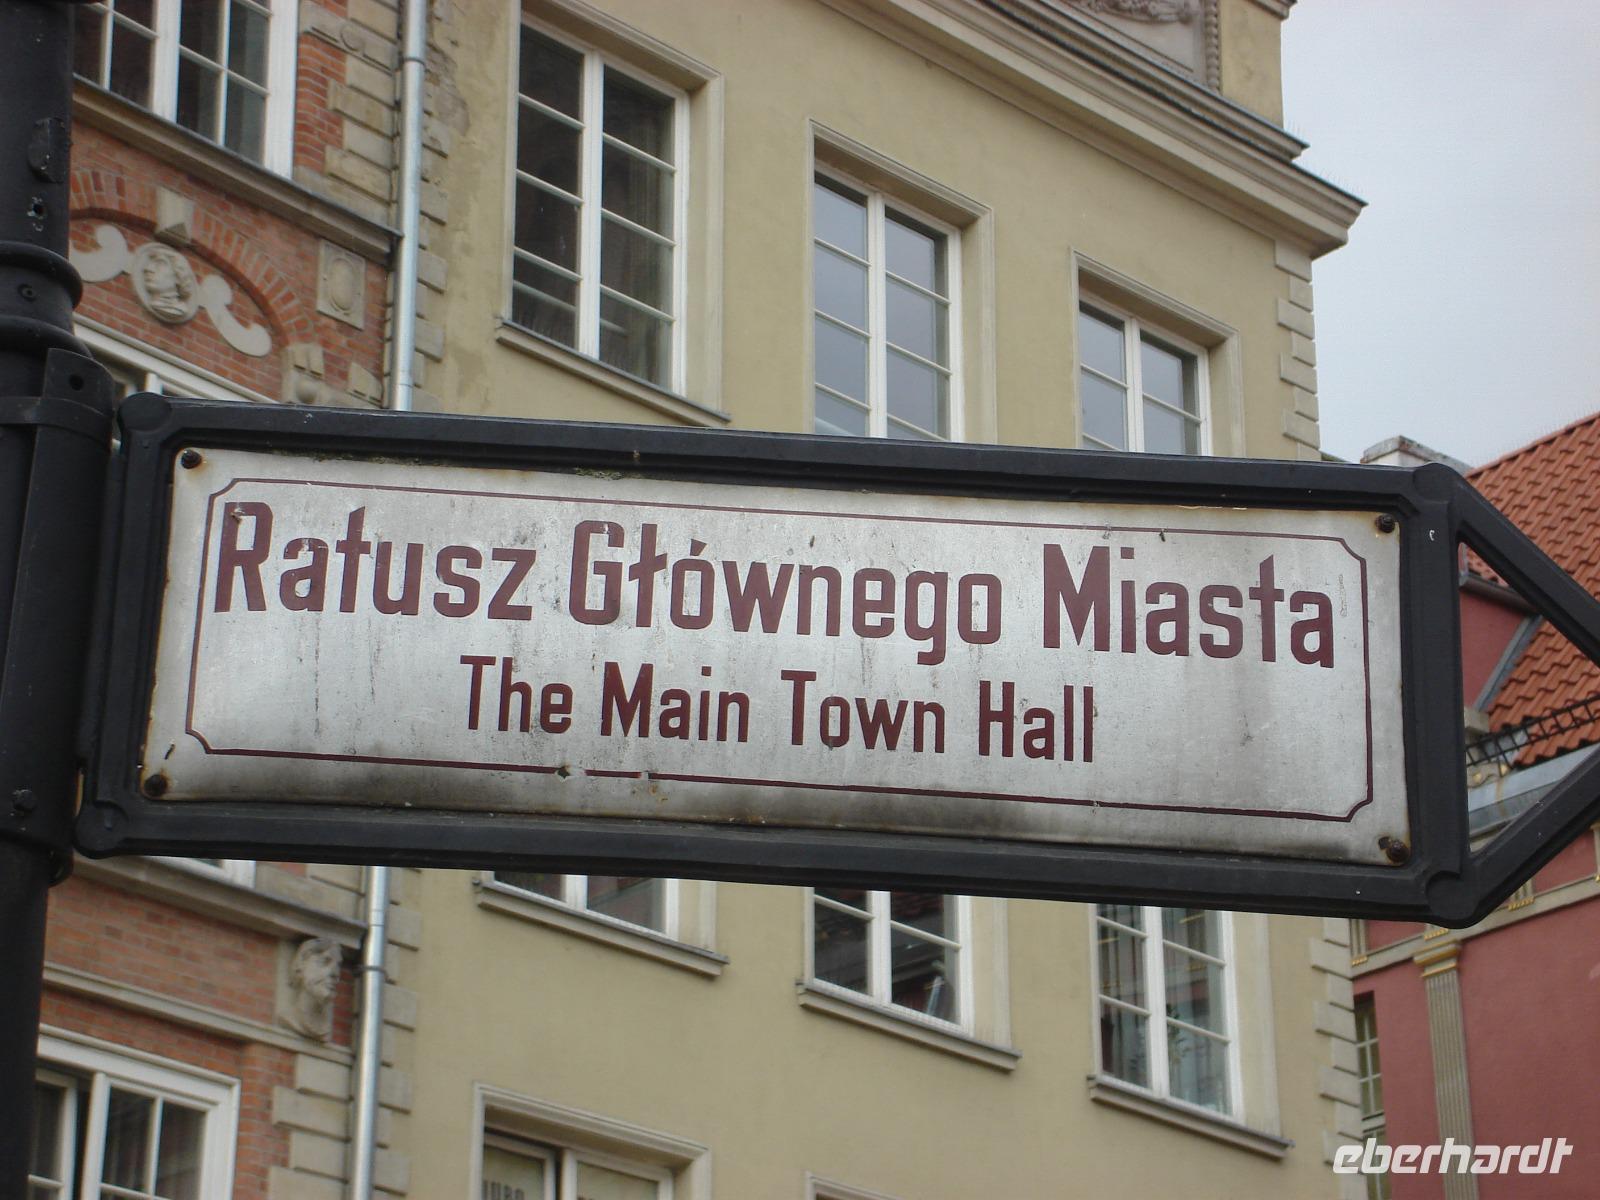 Ratusz Głównego Miasta
The Main Town Hall
eberhardt